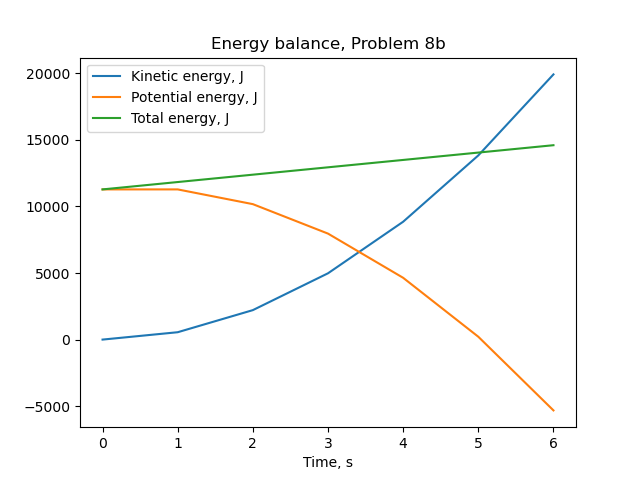 Energy balance, Problem 8b
Kinetic energy, J
Potential energy, J
Total energy, J
20000
15000
10000
5000
0
−5000
0 1 2 3 4 5 6
Time, s